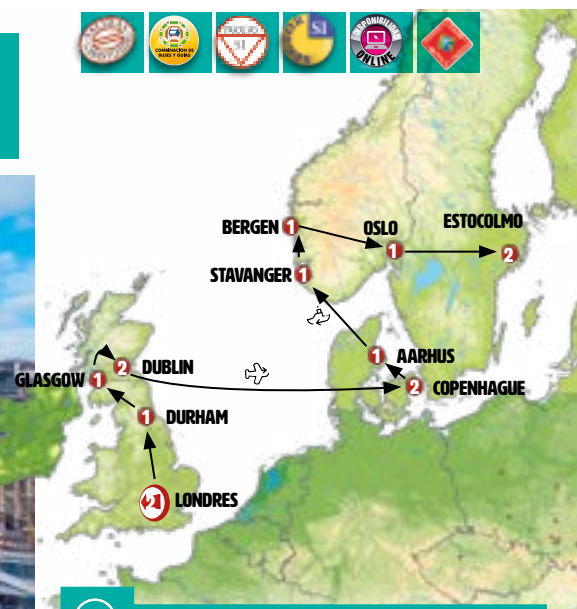 COMBINACIÓN DE
BUSES Y GUÍAS
DISPONIBILIDAD
ONLINE
BERGEN 1
OSLO
1
ESTOCOLMO
2
STAVANGER 1
1 AARHUS
2 COPENHAGUE
2 DUBLIN
GLASGOW 1
1 DURHAM
2 LONDRES